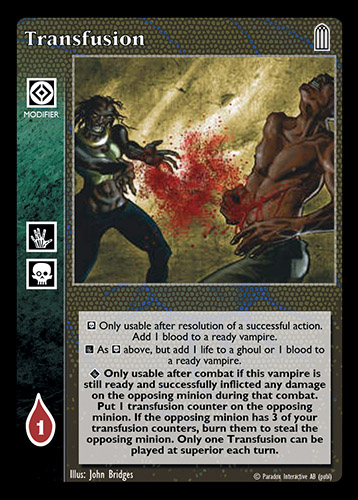 Transfusion
MODIFIER
Only usable after resolution of a successful action.
Add 1 blood to a ready vampire.
As above, but add 1 life to a ghoul or 1 blood to
a ready vampire.
Only usable after combat if this vampire is
still ready and successfully inflicted any damage
on the opposing minion during that combat.
Put 1 transfusion counter on the opposing
minion. If the opposing minion has 3 of your
transfusion counters, burn them to steal the
opposing minion. Only one Transfusion can be
played at superior each turn.
1
Illus: John Bridges
© Paradox Interactive AB (publ)